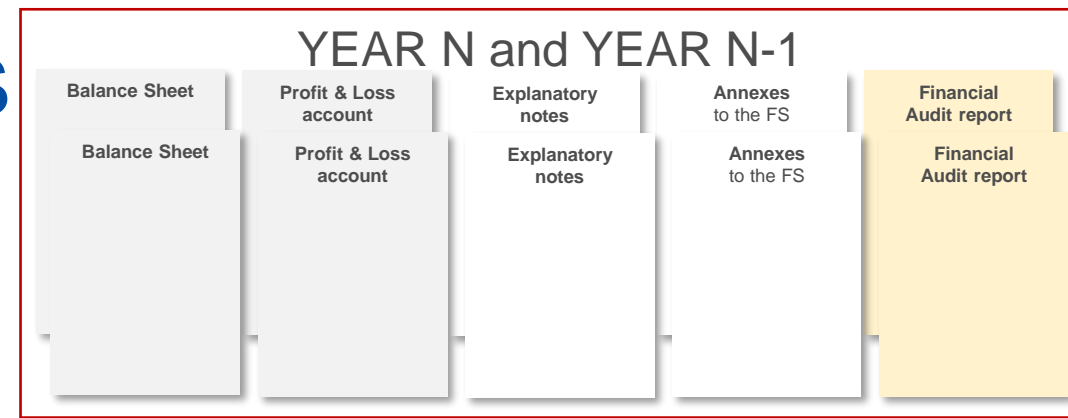 S
YEAR N and YEAR N-1
Balance Sheet
Profit & Loss
account
Explanatory
notes
Annexes
to the FS
Financial
Audit report
Balance Sheet
Profit & Loss
account
Explanatory
notes
Annexes
to the FS
Financial
Audit report